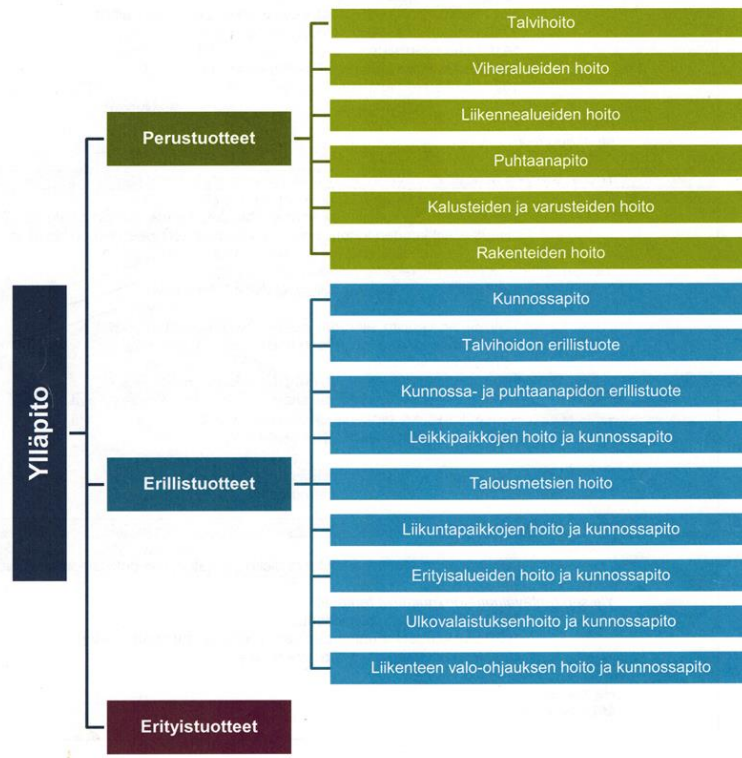 Ylläpito
Perustuotteet
Talvihoito
Viheralueiden hoito
Liikennealueiden hoito
Puhtaanapito
Kalusteiden ja varusteiden hoito
Rakenteiden hoito
Erillistuotteet
Kunnossapito
Talvihoidon erillistuote
Kunnossa- ja puhtaanapidon erillistuote
Leikkipaikkojen hoito ja kunnossapito
Talousmetsien hoito
Liikuntapaikkojen hoito ja kunnossapito
Erityisalueiden hoito ja kunnossapito
Ulkovalaistuksenhoito ja kunnossapito
Liikenteen valo-ohjauksen hoito ja kunnossapito
Erityistuotteet